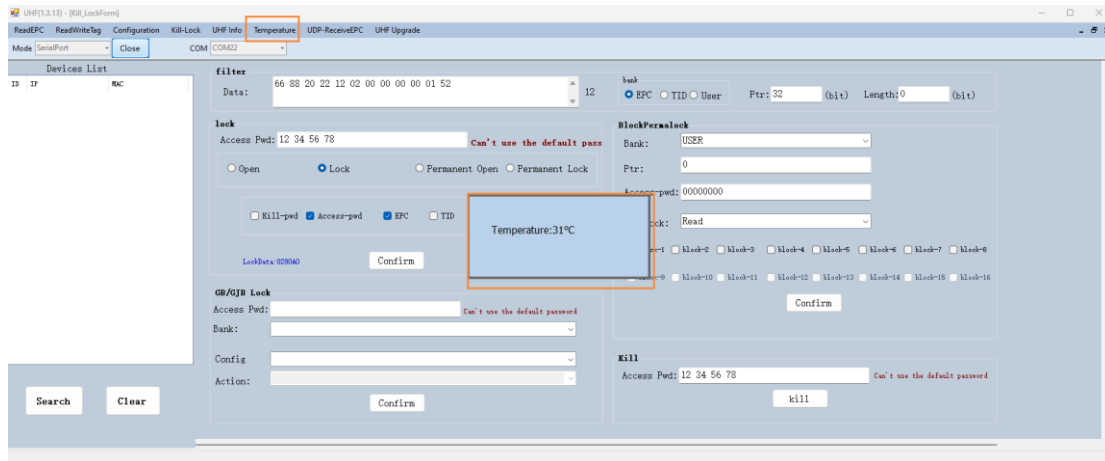 UHF(1.3.13) - [Kill_LockForm]
ReadEPC ReadWriteTag Configuration Kill-Lock UHF Info Temperature UDP-ReceiveEPC UHF Upgrade
Mode SerialPort Close COM COM22
Devices List
ID IP MAC
filter
Data: 66 88 20 22 12 02 00 00 00 00 01 52 12
bank
EPC TID User Ptr: 32 (bit) Length: 0 (bit)
lock
Access Pwd: 12 34 56 78 Can't use the default pass
Open Lock Permanent Open Permanent Lock
Kill-pwd Access-pwd EPC TID
LockData:0280A0 Confirm
Temperature:31℃
BlockPermalock
Bank: USER
Ptr: 0
Access-pwd: 00000000
ock: Read
block-2 block-3 block-4 block-5 block-6 block-7 block-8
block-10 block-11 block-12 block-13 block-14 block-15 block-16
Confirm
GB/GJB Lock
Access Pwd: Can't use the default password
Bank:
Config
Action:
Confirm
Kill
Access Pwd: 12 34 56 78 Can't use the default password
kill
Search Clear